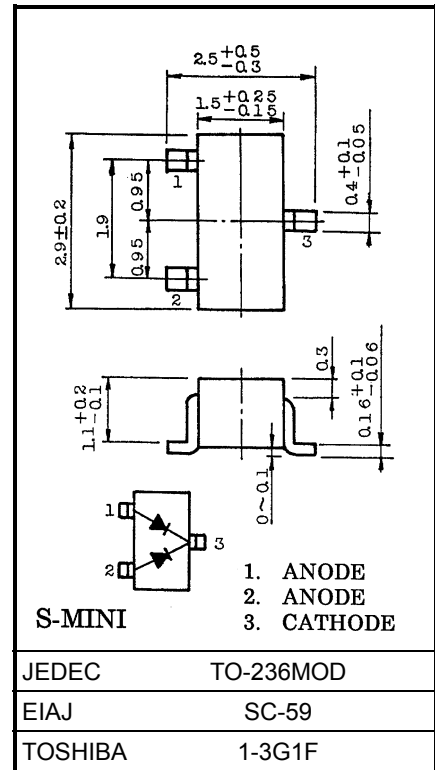 2.5 +0.5 -0.3
1.5 +0.25 -0.15
2.9±0.2
1.9
0.95
0.95
0.4 +0.1 -0.05
1
2
3
1.1 +0.2 -0.1
0.3
0.16 +0.1 -0.06
0~0.1
1
2
3
S-MINI
1. ANODE
2. ANODE
3. CATHODE
JEDEC TO-236MOD
EIAJ SC-59
TOSHIBA 1-3G1F